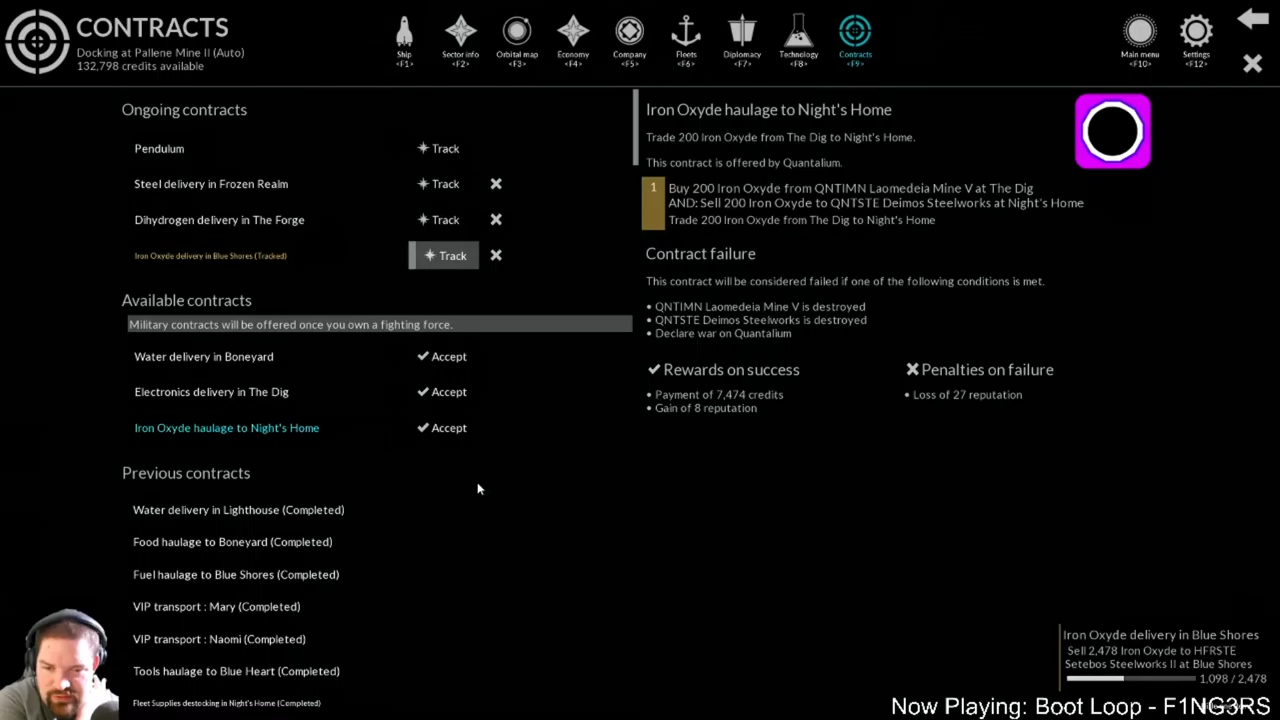 CONTRACTS
Docking at Pallene Mine II (Auto)
132,798 credits available
Ship
<F1>
Sector info
<F2>
Orbital map
<F3>
Economy
<F4>
Company
<F5>
Fleets
<F6>
Diplomacy
<F7>
Technology
<F8>
Contracts
<F9>
Main menu
<F10>
Settings
<F12>
Ongoing contracts
Pendulum
Track
Steel delivery in Frozen Realm
Track
Dihydrogen delivery in The Forge
Track
Iron Oxyde delivery in Blue Shores (Tracked)
Track
Available contracts
Military contracts will be offered once you own a fighting force.
Water delivery in Boneyard
Accept
Electronics delivery in The Dig
Accept
Iron Oxyde haulage to Night's Home
Accept
Previous contracts
Water delivery in Lighthouse (Completed)
Food haulage to Boneyard (Completed)
Fuel haulage to Blue Shores (Completed)
VIP transport : Mary (Completed)
VIP transport : Naomi (Completed)
Tools haulage to Blue Heart (Completed)
Fleet Supplies destocking in Night's Home (Completed)
Iron Oxyde haulage to Night's Home
Trade 200 Iron Oxyde from The Dig to Night's Home.
This contract is offered by Quantalium.
1
Buy 200 Iron Oxyde from QNTIMN Laomedeia Mine V at The Dig
AND: Sell 200 Iron Oxyde to QNTSTE Deimos Steelworks at Night's Home
Trade 200 Iron Oxyde from The Dig to Night's Home
Contract failure
This contract will be considered failed if one of the following conditions is met.
• QNTIMN Laomedeia Mine V is destroyed
• QNTSTE Deimos Steelworks is destroyed
• Declare war on Quantalium
Rewards on success
• Payment of 7,474 credits
• Gain of 8 reputation
Penalties on failure
• Loss of 27 reputation
Iron Oxyde delivery in Blue Shores
Sell 2,478 Iron Oxyde to HFRSTE
Setebos Steelworks II at Blue Shores
1,098 / 2,478
Now Playing: Boot Loop - F1NG3RS